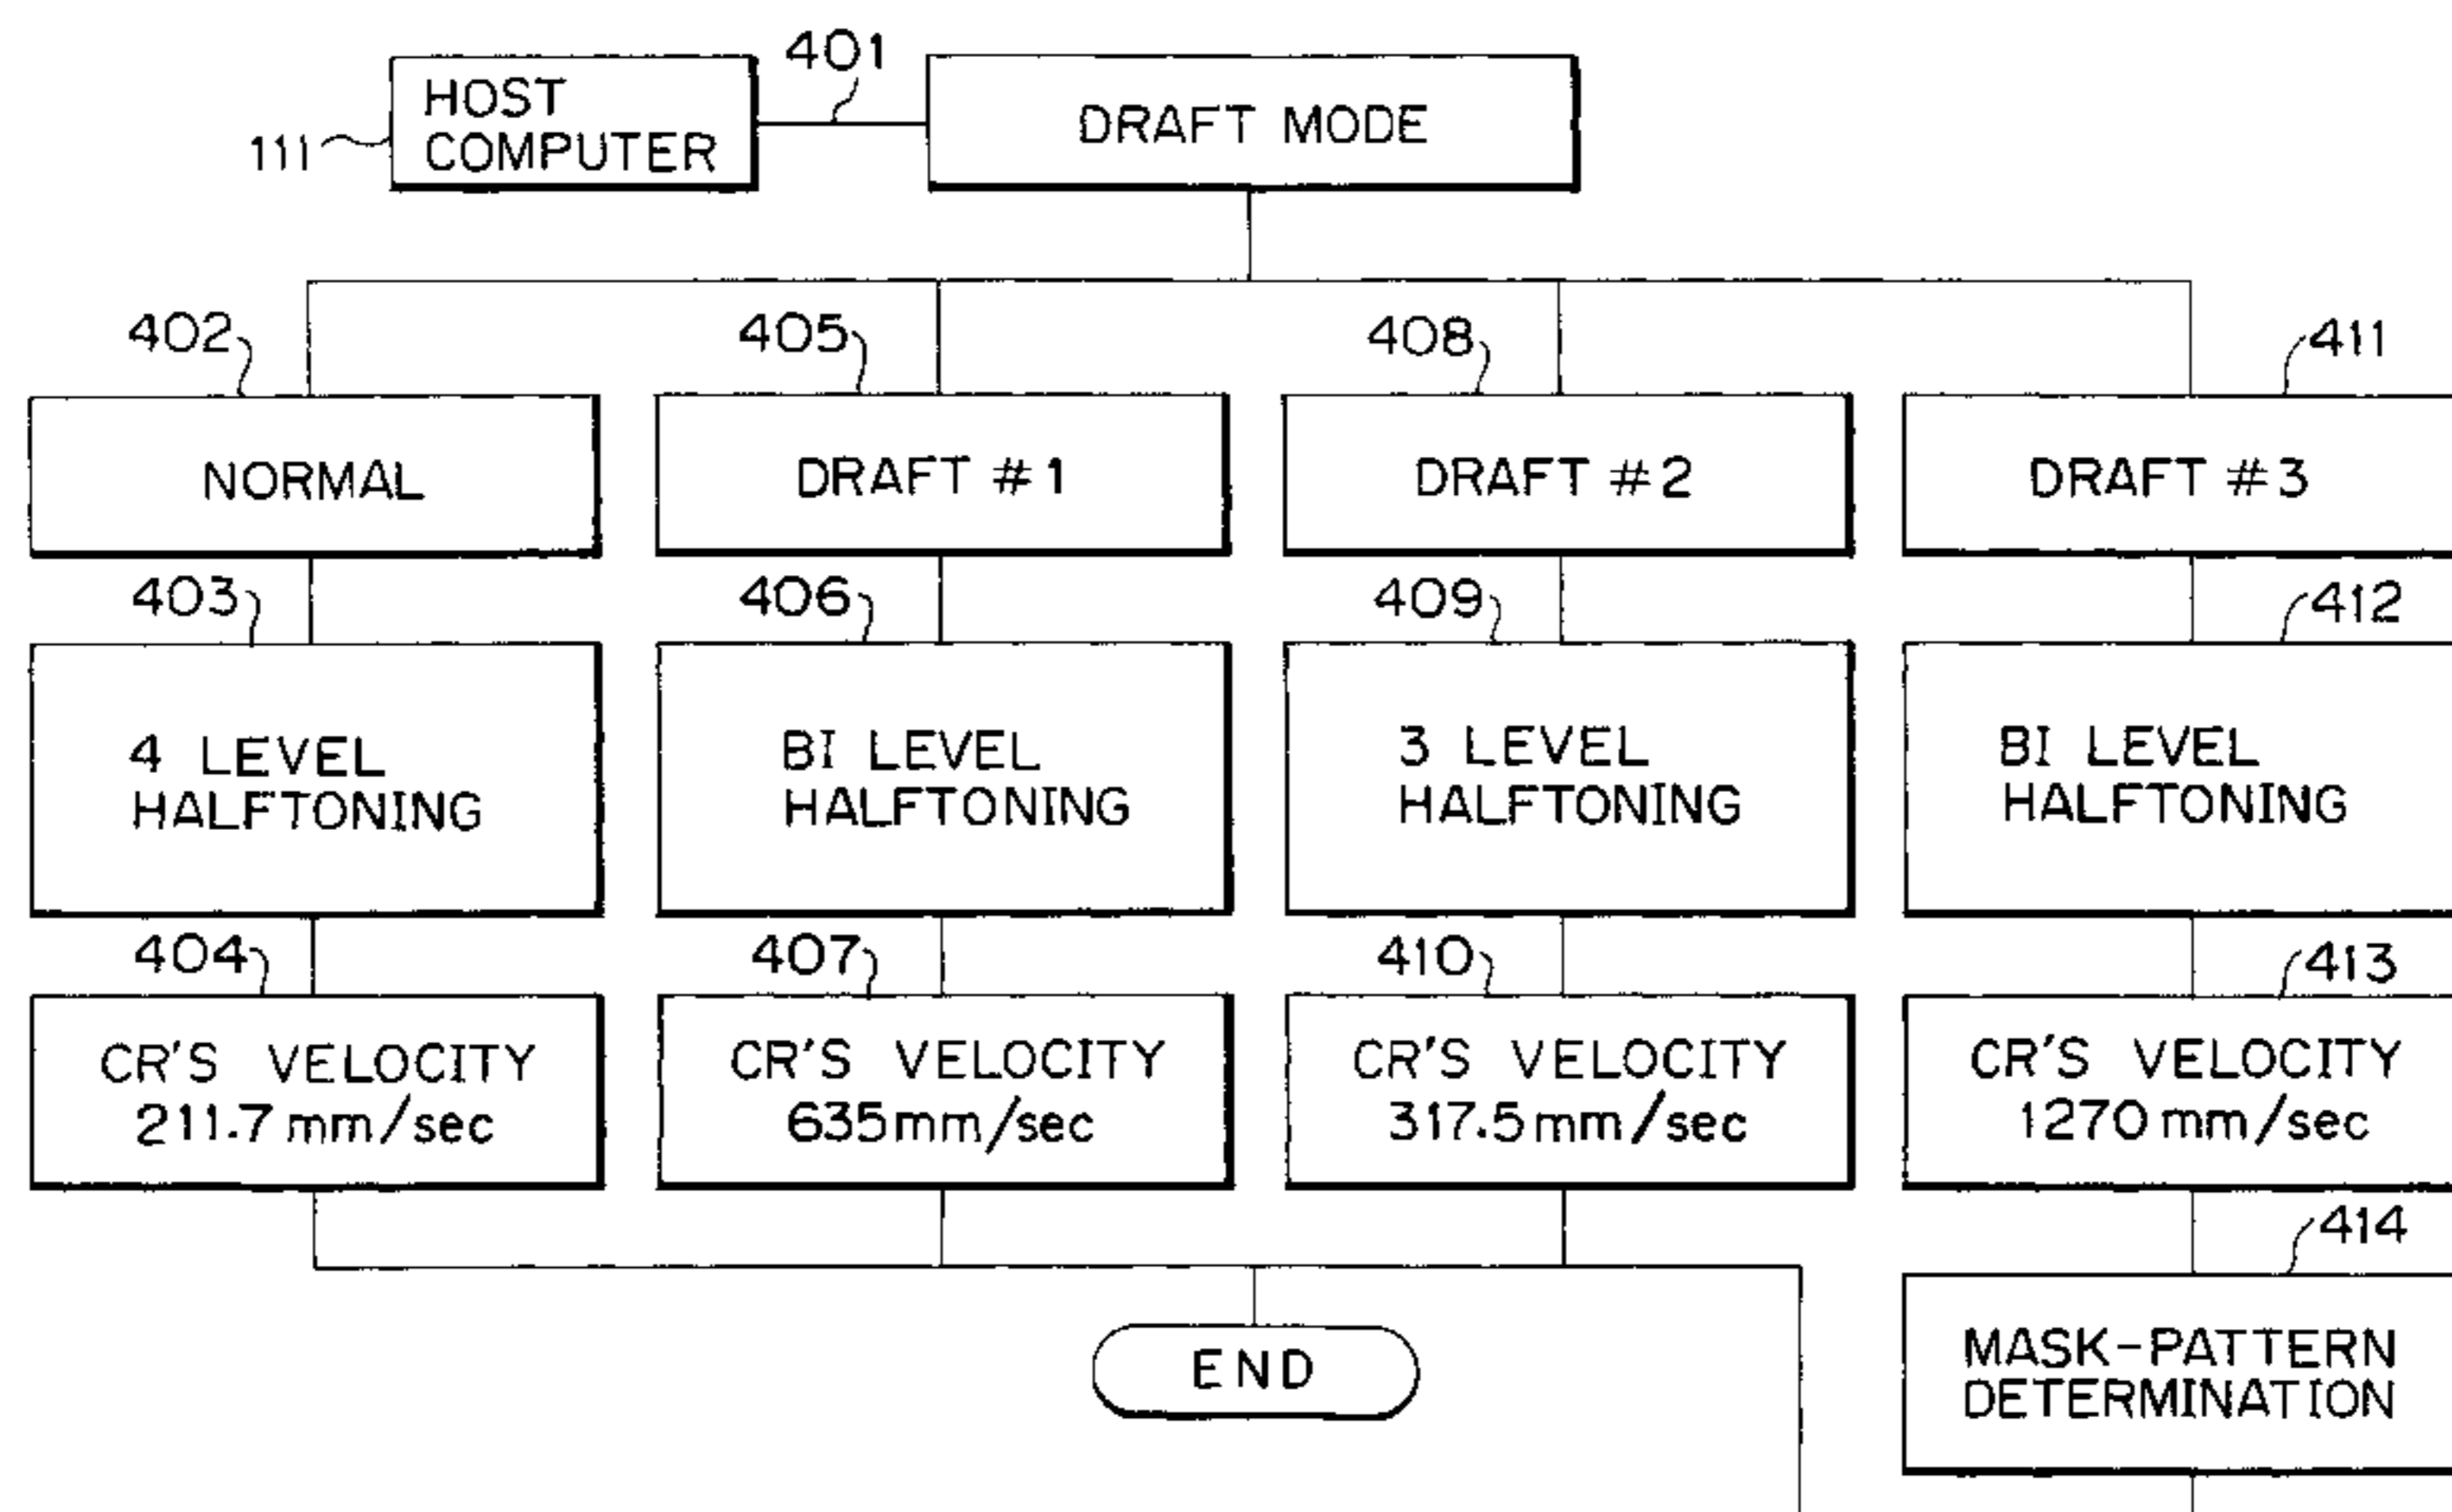 HOST
COMPUTER
111
401
DRAFT MODE
402
405
408
411
NORMAL
DRAFT #1
DRAFT #2
DRAFT #3
403
406
409
412
4 LEVEL
HALFTONING
BI LEVEL
HALFTONING
3 LEVEL
HALFTONING
BI LEVEL
HALFTONING
404
407
410
413
CR'S VELOCITY
211.7 mm/sec
CR'S VELOCITY
635 mm/sec
CR'S VELOCITY
317.5 mm/sec
CR'S VELOCITY
1270 mm/sec
414
END
MASK-PATTERN
DETERMINATION